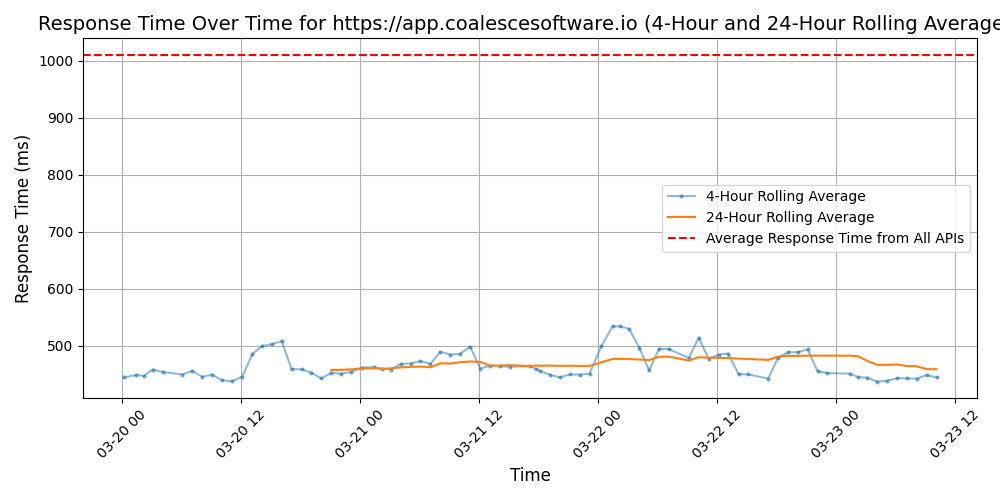 Response Time Over Time for https://app.coalescesoftware.io (4-Hour and 24-Hour Rolling Average
Response Time (ms)
1000
900
800
700
600
500
4-Hour Rolling Average
24-Hour Rolling Average
Average Response Time from All APIs
03-20 00
03-20 12
03-21 00
03-21 12
03-22 00
03-22 12
03-23 00
03-23 12
Time